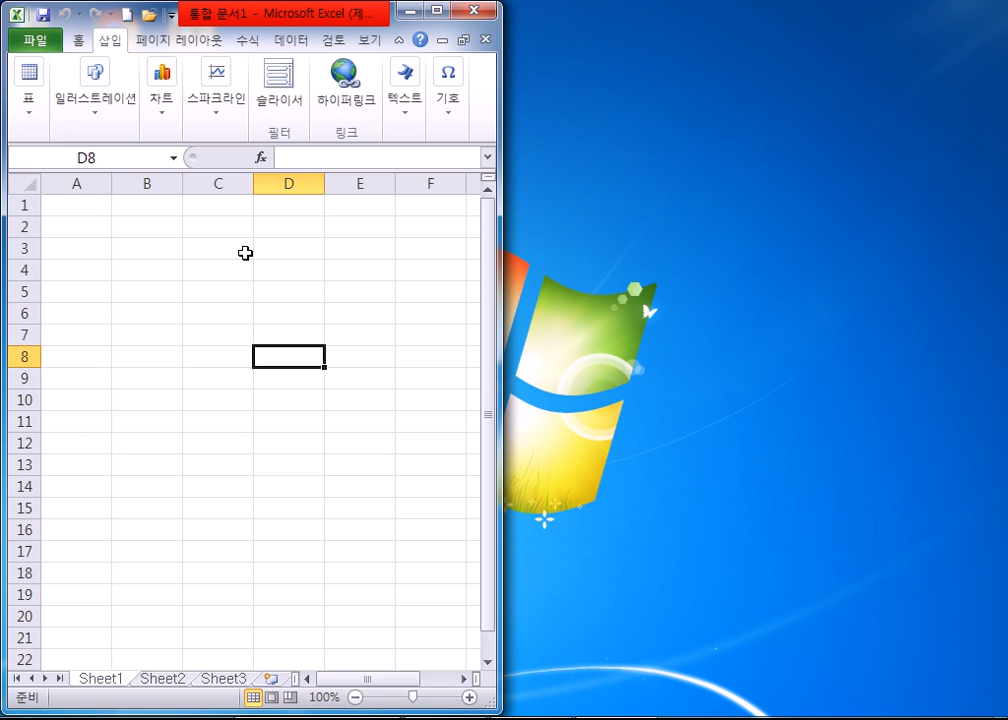 통합 문서1 - Microsoft Excel (제...
파일 홈 삽입 페이지 레이아웃 수식 데이터 검토 보기
표 일러스트레이션 차트 스파크라인 슬라이서 하이퍼링크 텍스트 기호
필터 링크
D8 fx
A B C D E F
1
2
3
4
5
6
7
8
9
10
11
12
13
14
15
16
17
18
19
20
21
22
Sheet1 Sheet2 Sheet3
준비 100%